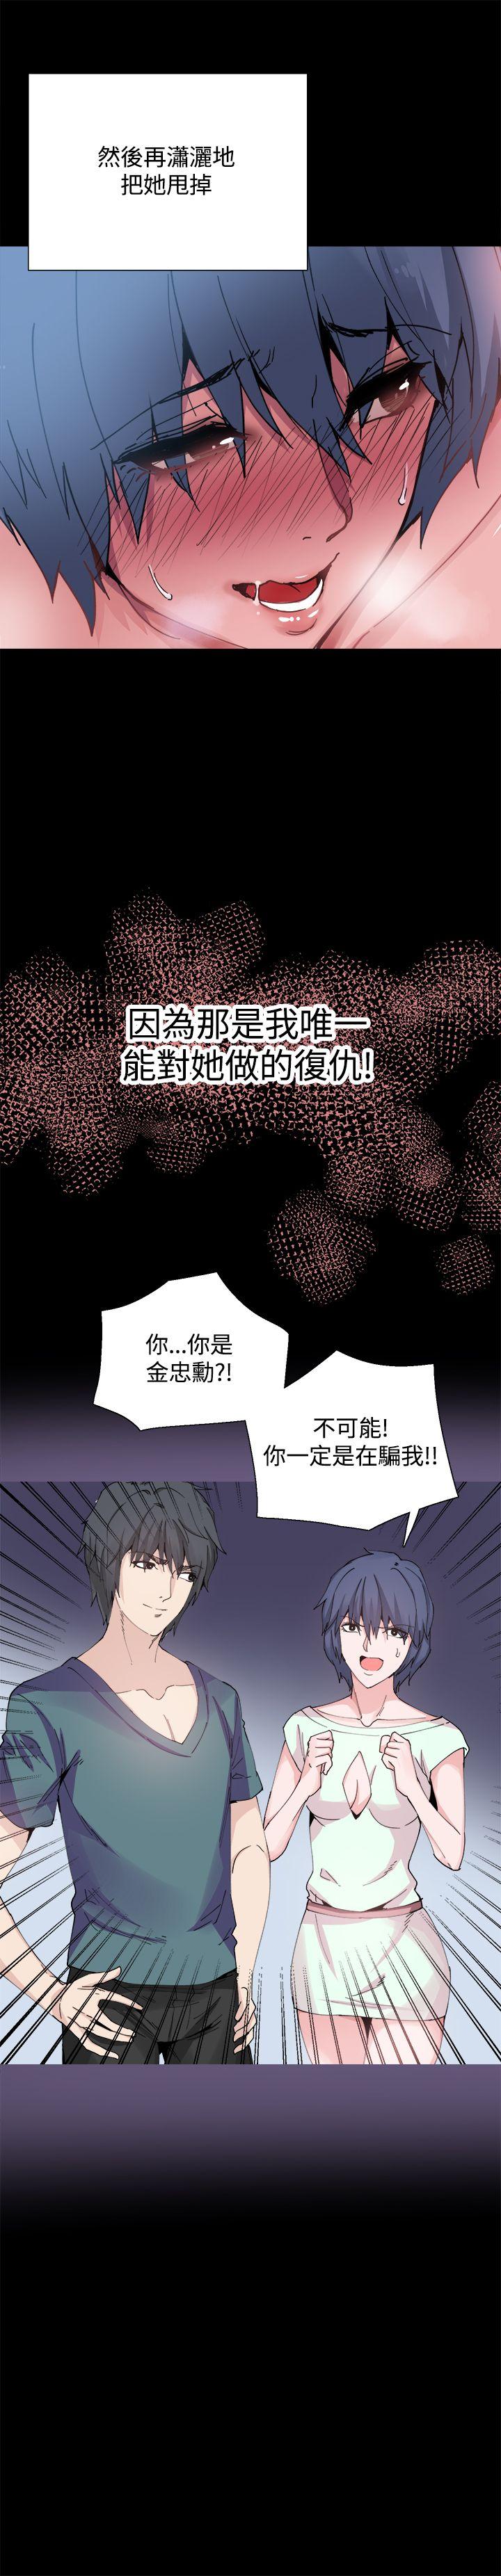 然後再瀟灑地
把她甩掉
因為那是我唯一
能對她做的復仇!
你...你是
金忠勳?!
不可能!
你一定是在騙我!!